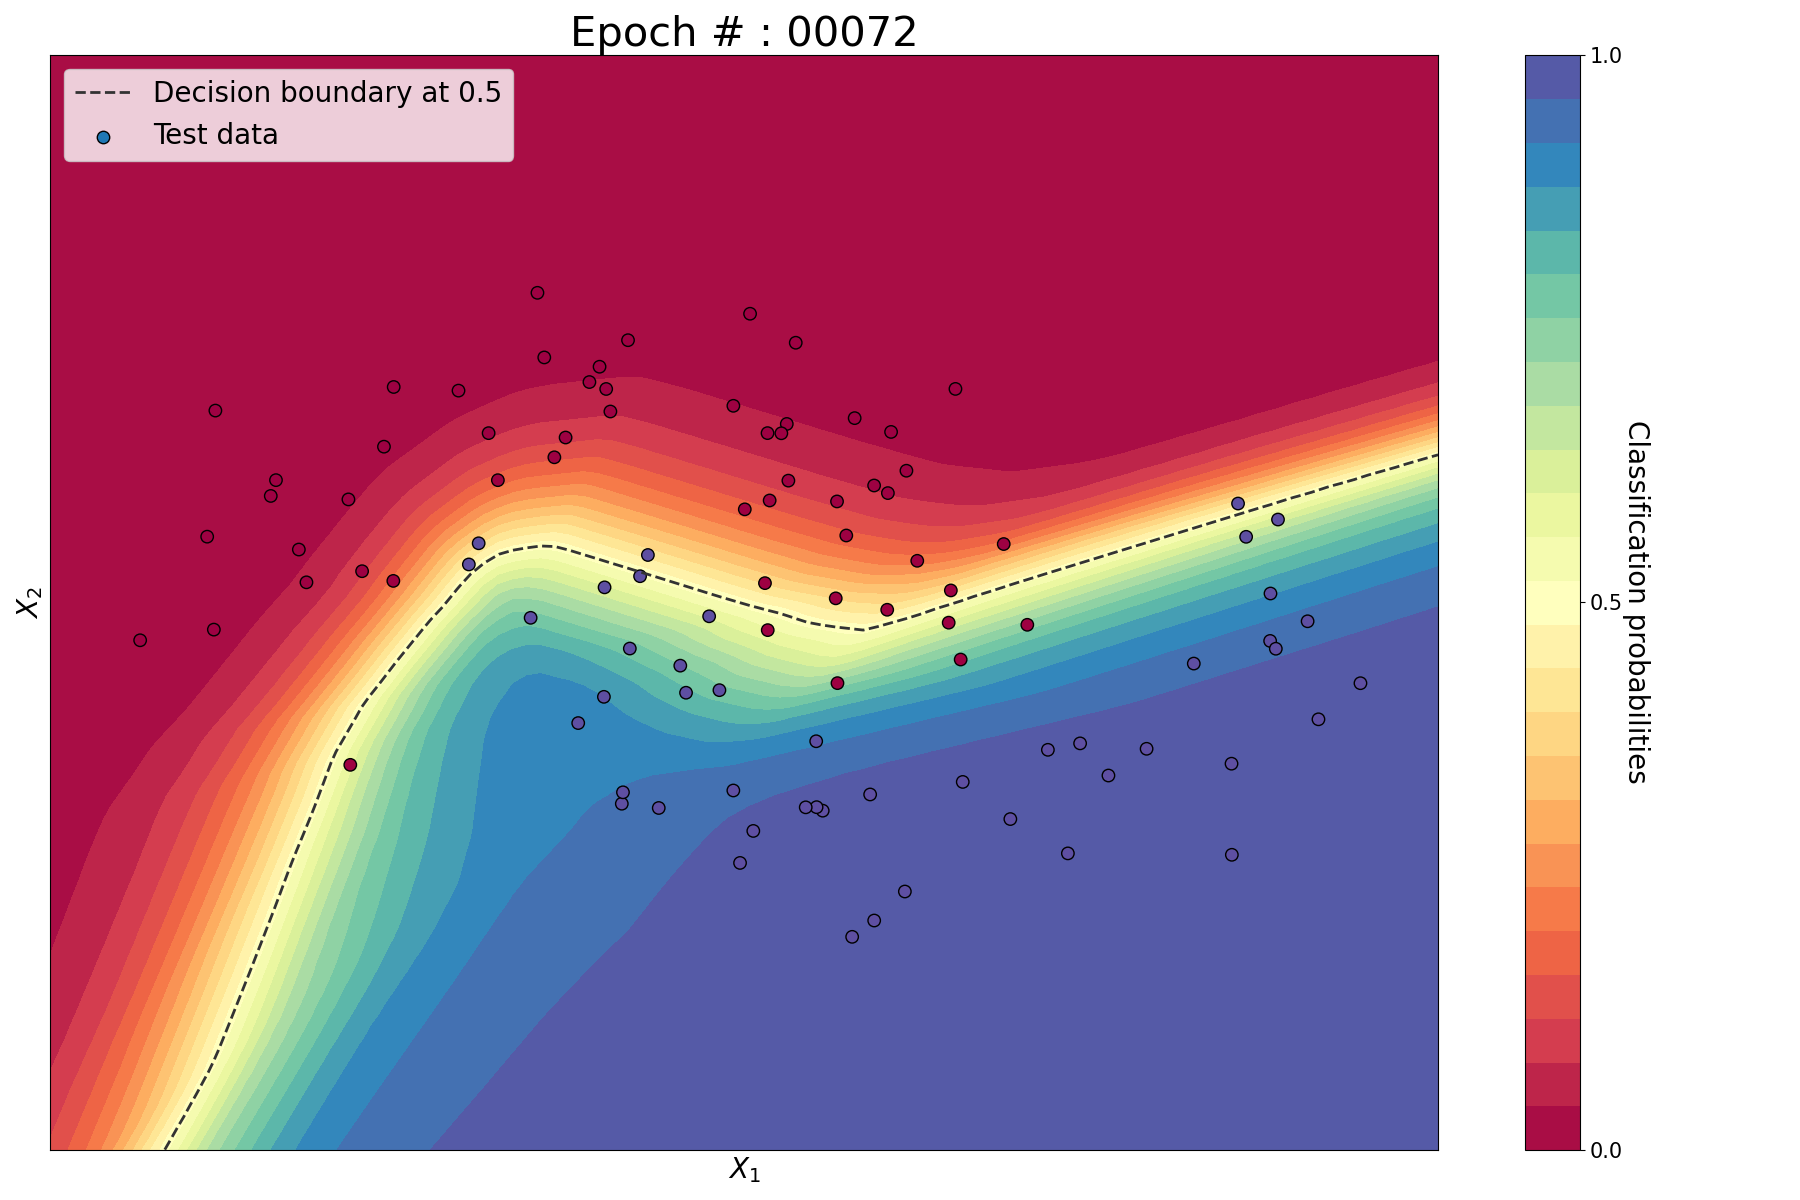 Epoch # : 00072
Decision boundary at 0.5
Test data
1.0
0.5
0.0
Classification probabilities
X₂
X₁